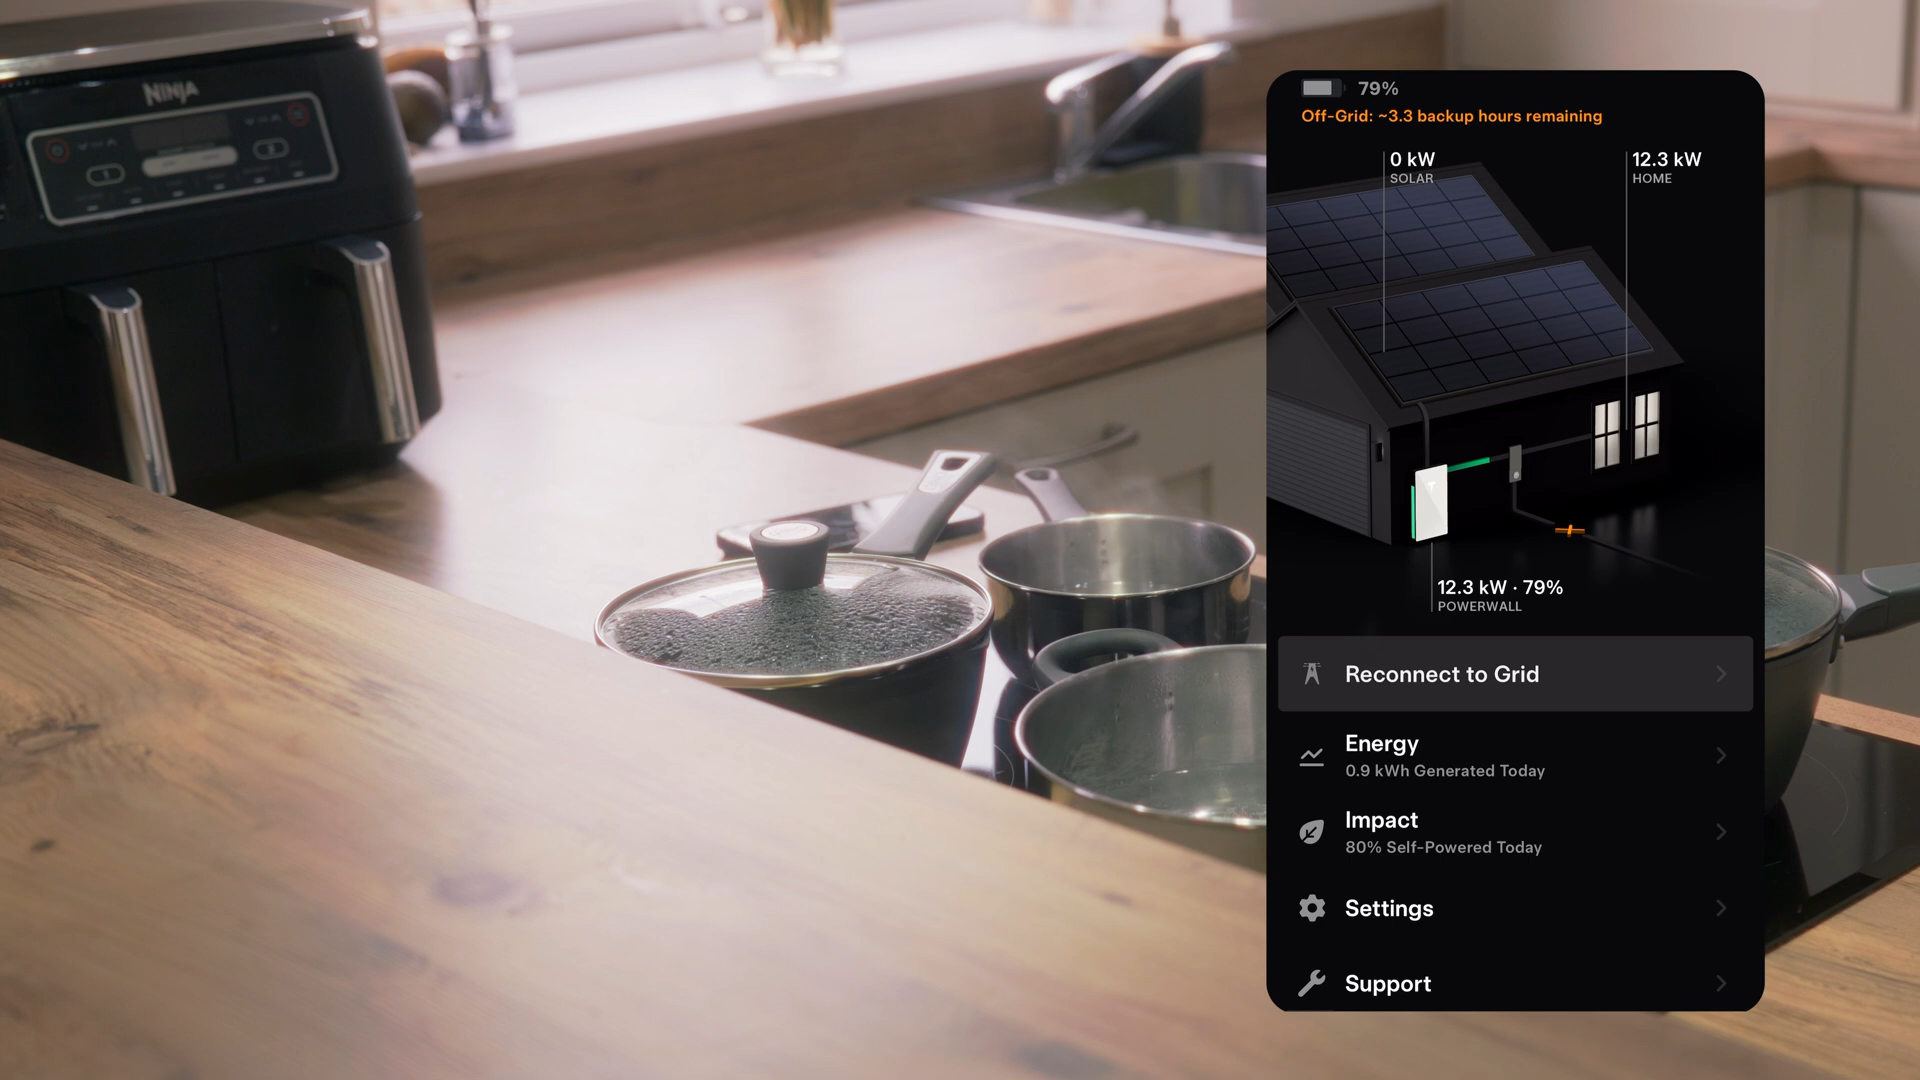 NINJA
79%
Off-Grid: ~3.3 backup hours remaining
0 kW
SOLAR
12.3 kW
HOME
12.3 kW · 79%
POWERWALL
Reconnect to Grid
Energy
0.9 kWh Generated Today
Impact
80% Self-Powered Today
Settings
Support